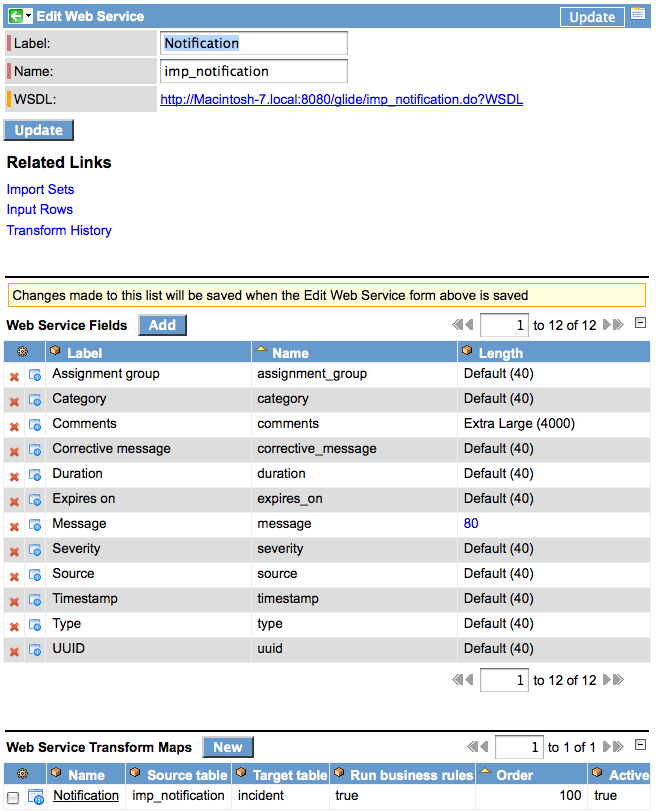 Edit Web Service Update
Label: Notification
Name: imp_notification
WSDL: http://Macintosh-7.local:8080/glide/imp_notification.do?WSDL
Update
Related Links
Import Sets
Input Rows
Transform History
Changes made to this list will be saved when the Edit Web Service form above is saved
Web Service Fields Add 1 to 12 of 12
Label Name Length
Assignment group assignment_group Default (40)
Category category Default (40)
Comments comments Extra Large (4000)
Corrective message corrective_message Default (40)
Duration duration Default (40)
Expires on expires_on Default (40)
Message message 80
Severity severity Default (40)
Source source Default (40)
Timestamp timestamp Default (40)
Type type Default (40)
UUID uuid Default (40)
1 to 12 of 12
Web Service Transform Maps New 1 to 1 of 1
Name Source table Target table Run business rules Order Active
Notification imp_notification incident true 100 true